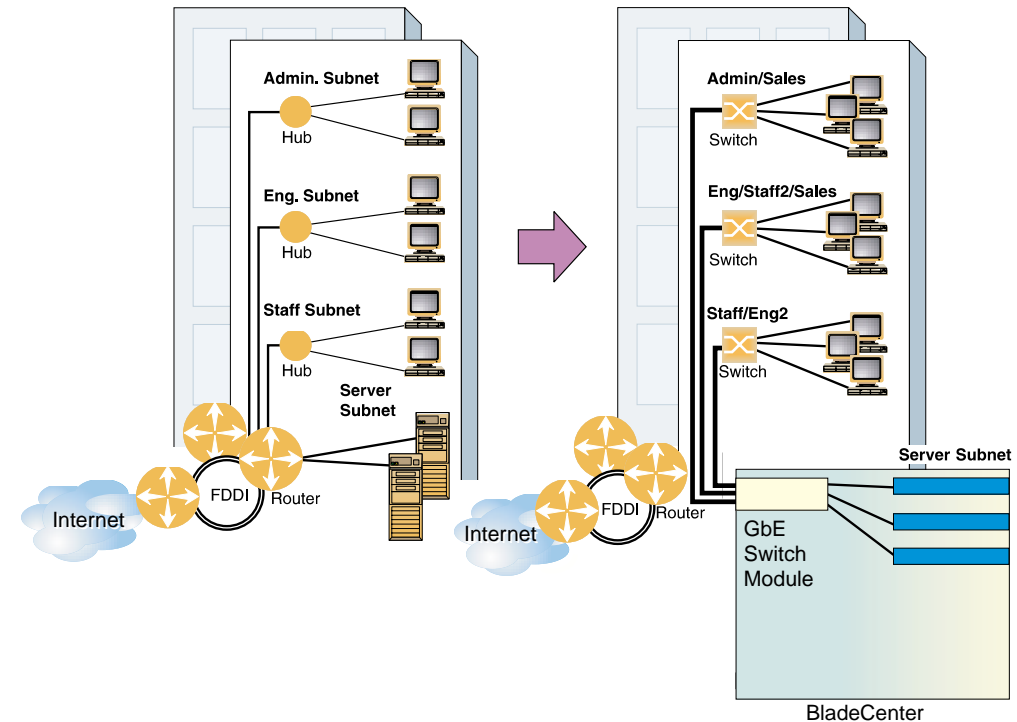 Admin. Subnet
Hub
Eng. Subnet
Hub
Staff Subnet
Hub
Server
Subnet
FDDI
Router
Internet
Admin/Sales
Switch
Eng/Staff2/Sales
Switch
Staff/Eng2
Switch
Server Subnet
FDDI
Router
Internet
GbE
Switch
Module
BladeCenter